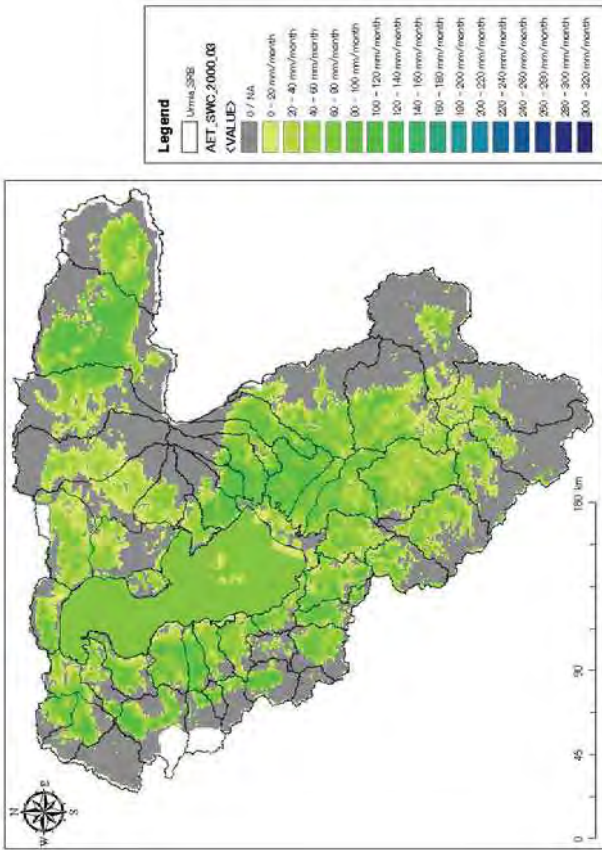 N
W
E
S
0
45
90
180 km
Legend
Urmia_SRB
AET_SWC_2000_03
<VALUE>
0 / NA
0 - 20 mm/month
20 - 40 mm/month
40 - 60 mm/month
60 - 80 mm/month
80 - 100 mm/month
100 - 120 mm/month
120 - 140 mm/month
140 - 160 mm/month
160 - 180 mm/month
180 - 200 mm/month
200 - 220 mm/month
220 - 240 mm/month
240 - 260 mm/month
260 - 280 mm/month
280 - 300 mm/month
300 - 320 mm/month